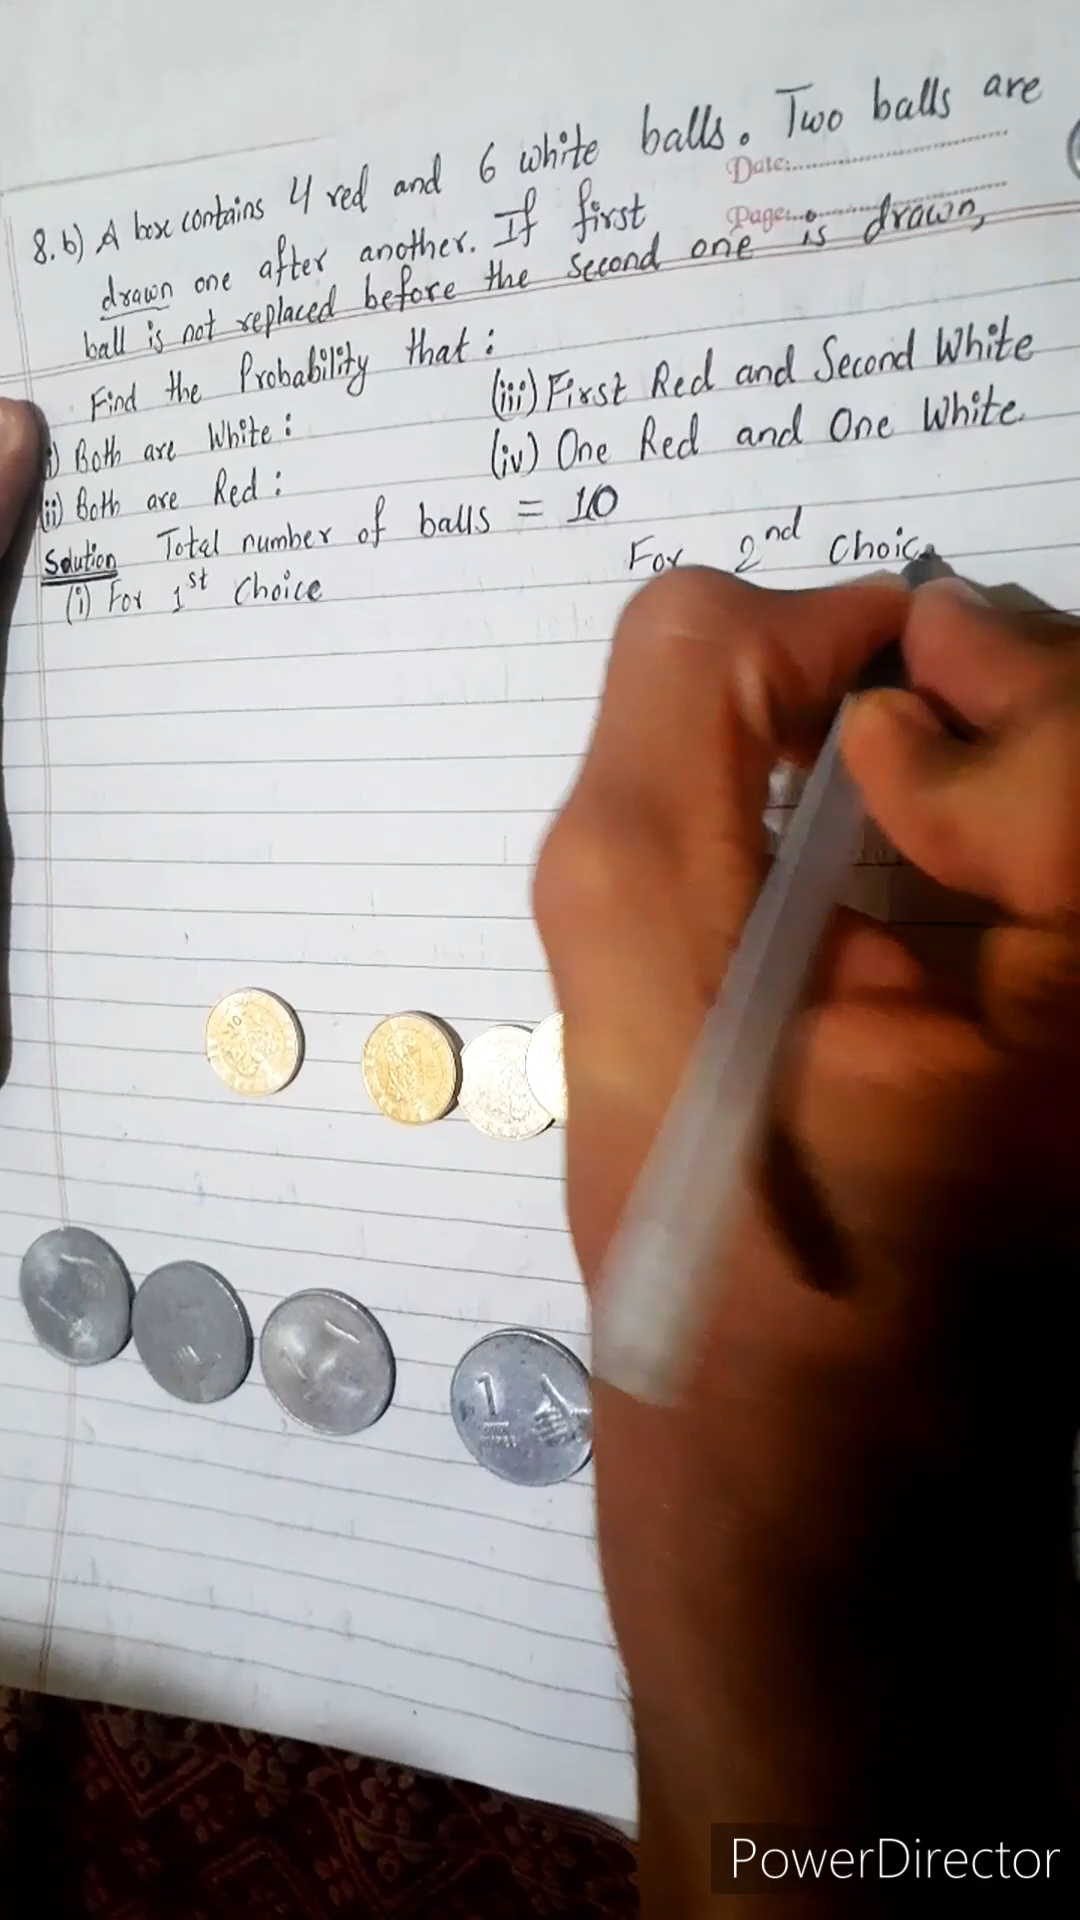 8.b) A box contains 4 red and 6 white balls. Two balls are
Date:
drawn one after another. If first
Page:
ball is not replaced before the second one is drawn,
Find the Probability that :
i) Both are White :
(iii) First Red and Second White
(ii) Both are Red :
(iv) One Red and One White.
Solution Total number of balls = 10
(i) For 1st Choice
For 2nd Choic
10
1
PowerDirector